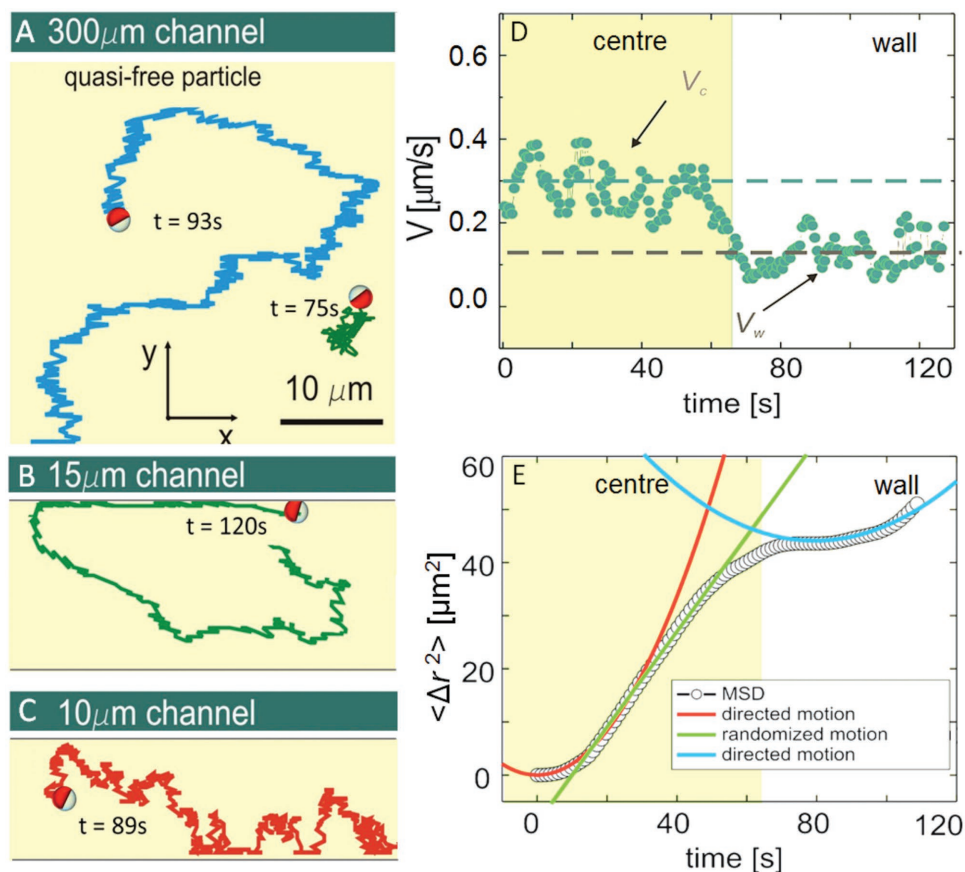 A 300μm channel
quasi-free particle
t = 93s
t = 75s
y
x
10 μm
B 15μm channel
t = 120s
C 10μm channel
t = 89s
D
centre
wall
V_c
V_w
V [μm/s]
0.6
0.4
0.2
0.0
0
40
80
120
time [s]
E
centre
wall
<Δr²> [μm²]
60
40
20
0
MSD
directed motion
randomized motion
directed motion
0
40
80
120
time [s]